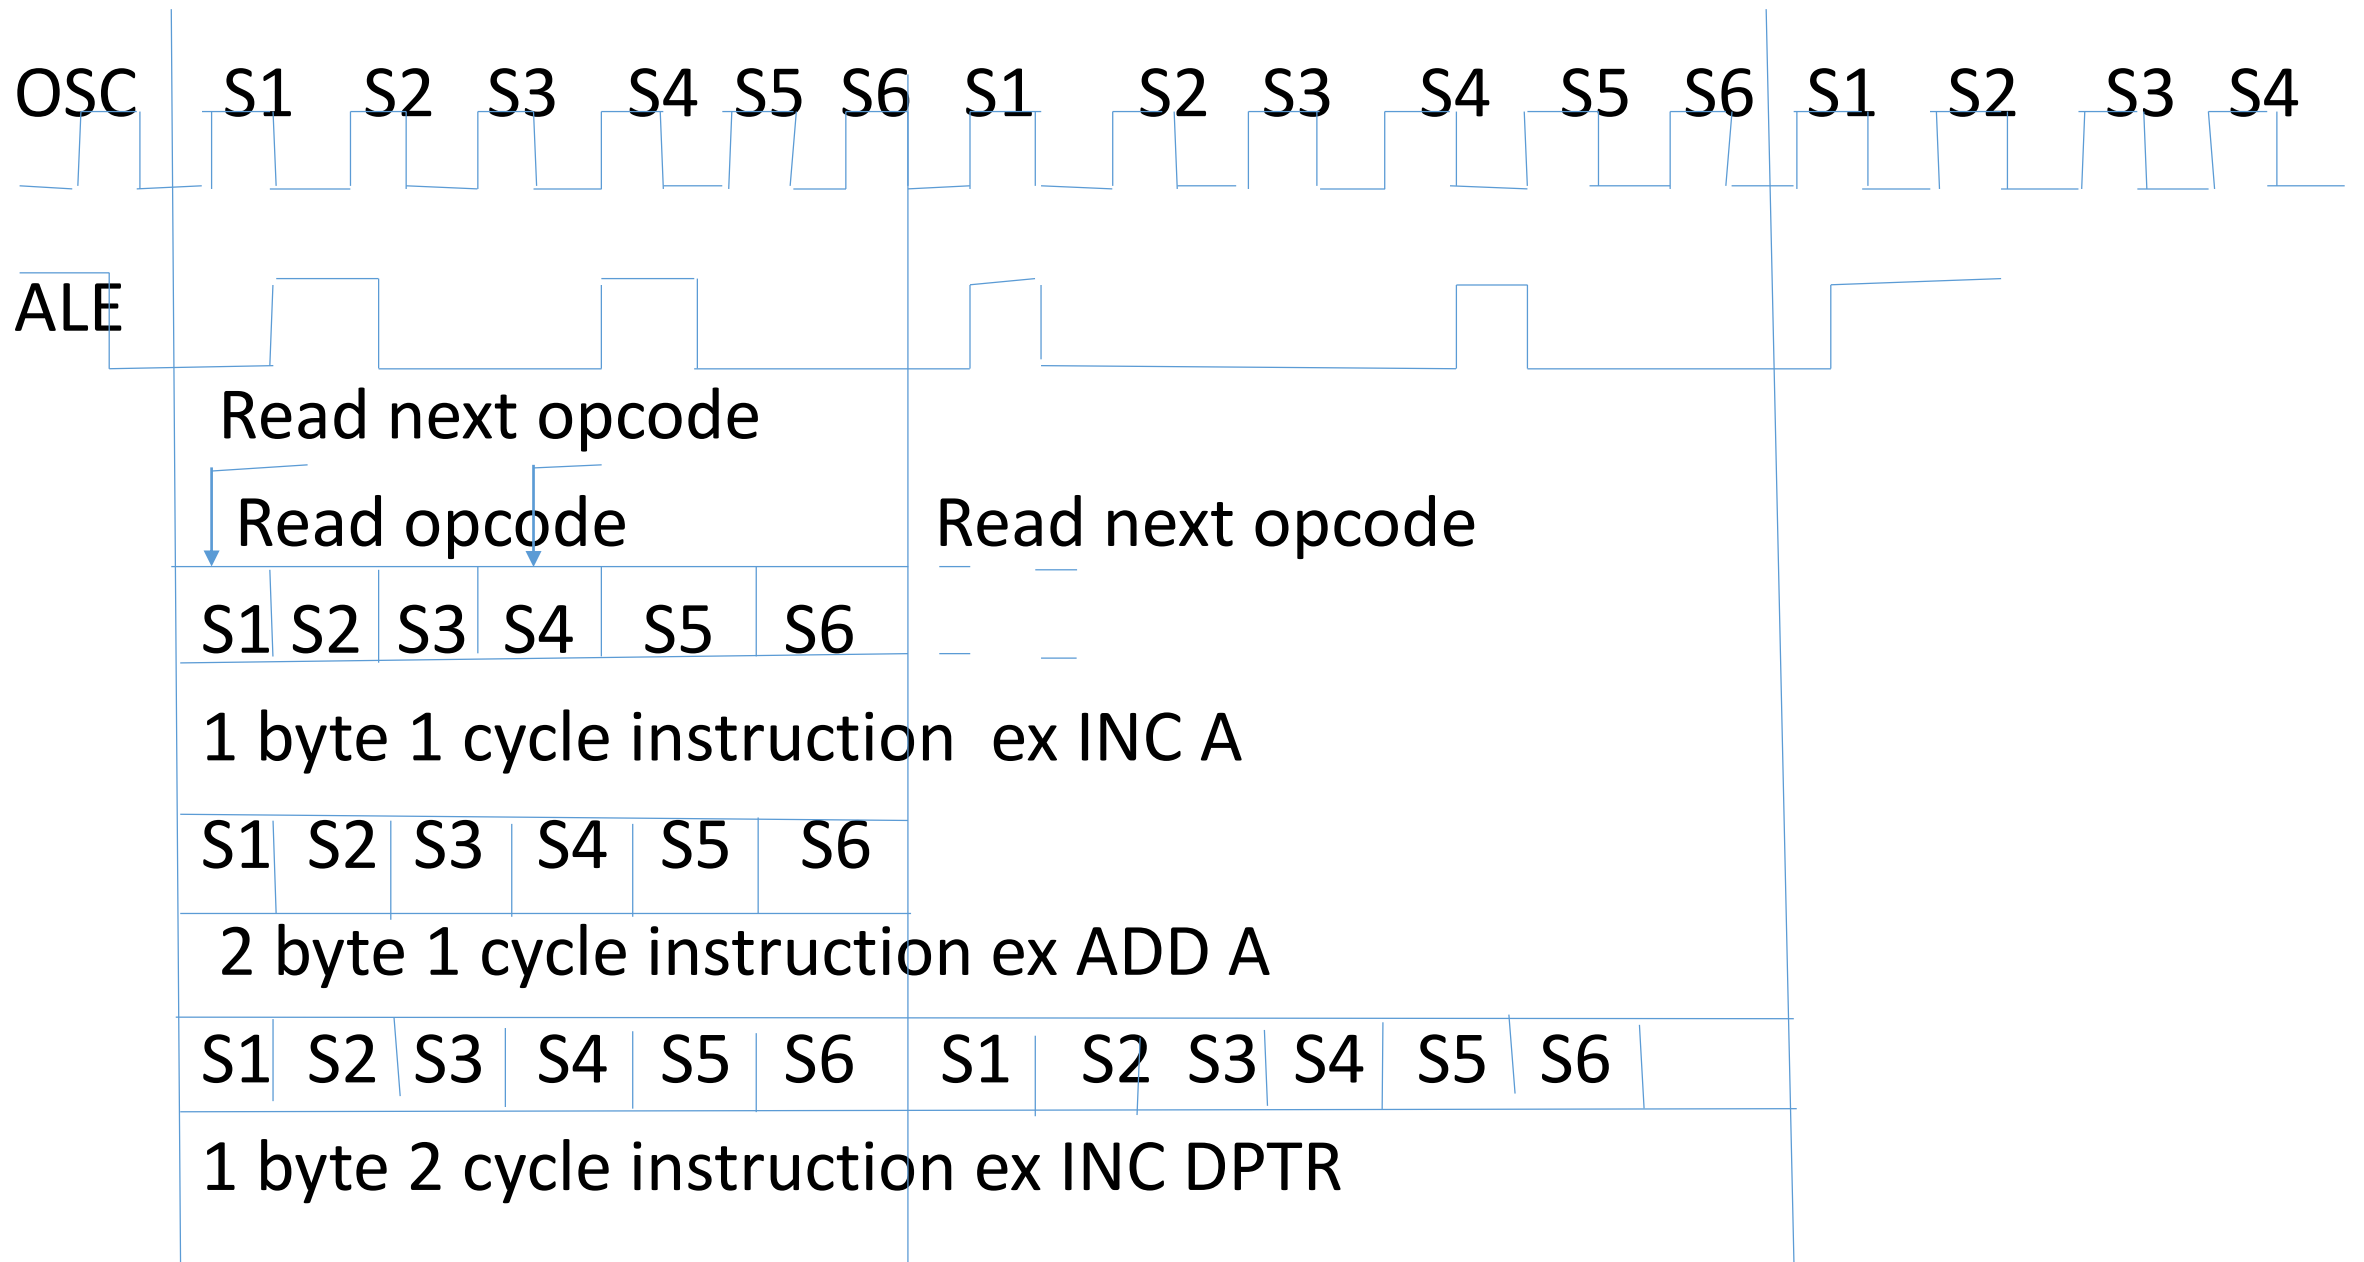 OSC S1 S2 S3 S4 S5 S6 S1 S2 S3 S4 S5 S6 S1 S2 S3 S4
ALE
Read next opcode
Read opcode Read next opcode
S1 S2 S3 S4 S5 S6
1 byte 1 cycle instruction ex INC A
S1 S2 S3 S4 S5 S6
2 byte 1 cycle instruction ex ADD A
S1 S2 S3 S4 S5 S6 S1 S2 S3 S4 S5 S6
1 byte 2 cycle instruction ex INC DPTR